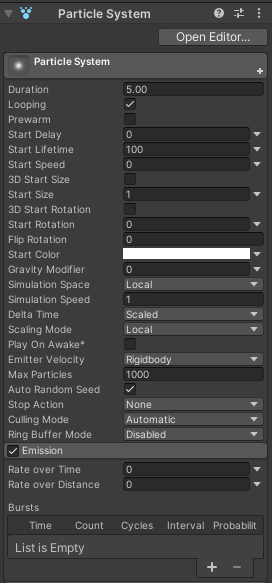 Particle System
Open Editor...
Particle System
Duration 5.00
Looping
Prewarm
Start Delay 0
Start Lifetime 100
Start Speed 0
3D Start Size
Start Size 1
3D Start Rotation
Start Rotation 0
Flip Rotation 0
Start Color
Gravity Modifier 0
Simulation Space Local
Simulation Speed 1
Delta Time Scaled
Scaling Mode Local
Play On Awake*
Emitter Velocity Rigidbody
Max Particles 1000
Auto Random Seed
Stop Action None
Culling Mode Automatic
Ring Buffer Mode Disabled
Emission
Rate over Time 0
Rate over Distance 0
Bursts
Time Count Cycles Interval Probabilit
List is Empty